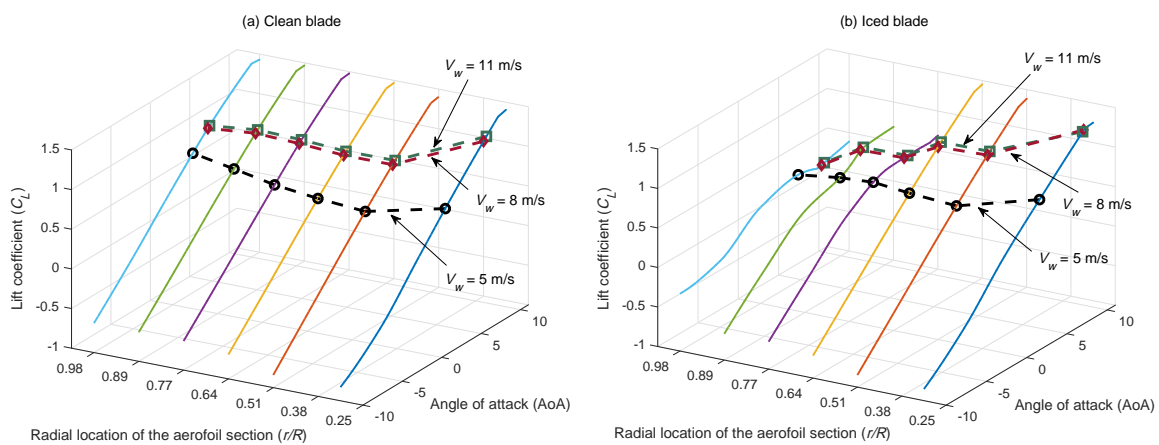 (a) Clean blade
V_w = 11 m/s
V_w = 8 m/s
V_w = 5 m/s
1.5
1
0.5
0
-0.5
-1
Lift coefficient (C_L)
0.98
0.89
0.77
0.64
0.51
0.38
0.25
Radial location of the aerofoil section (r/R)
-10
-5
0
5
10
Angle of attack (AoA)
(b) Iced blade
V_w = 11 m/s
V_w = 8 m/s
V_w = 5 m/s
1.5
1
0.5
0
-0.5
-1
Lift coefficient (C_L)
0.98
0.89
0.77
0.64
0.51
0.38
0.25
Radial location of the aerofoil section (r/R)
-10
-5
0
5
10
Angle of attack (AoA)